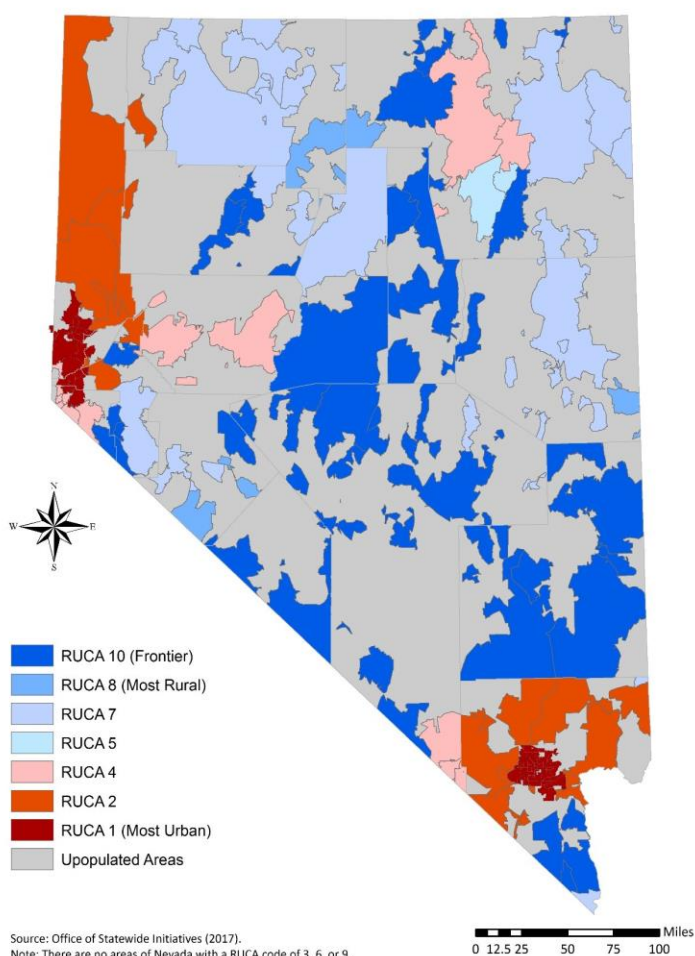 N
W E
S
RUCA 10 (Frontier)
RUCA 8 (Most Rural)
RUCA 7
RUCA 5
RUCA 4
RUCA 2
RUCA 1 (Most Urban)
Upopulated Areas
Source: Office of Statewide Initiatives (2017).
Note: There are no areas of Nevada with a RUCA code of 3, 6, or 9
Miles
0 12.5 25 50 75 100